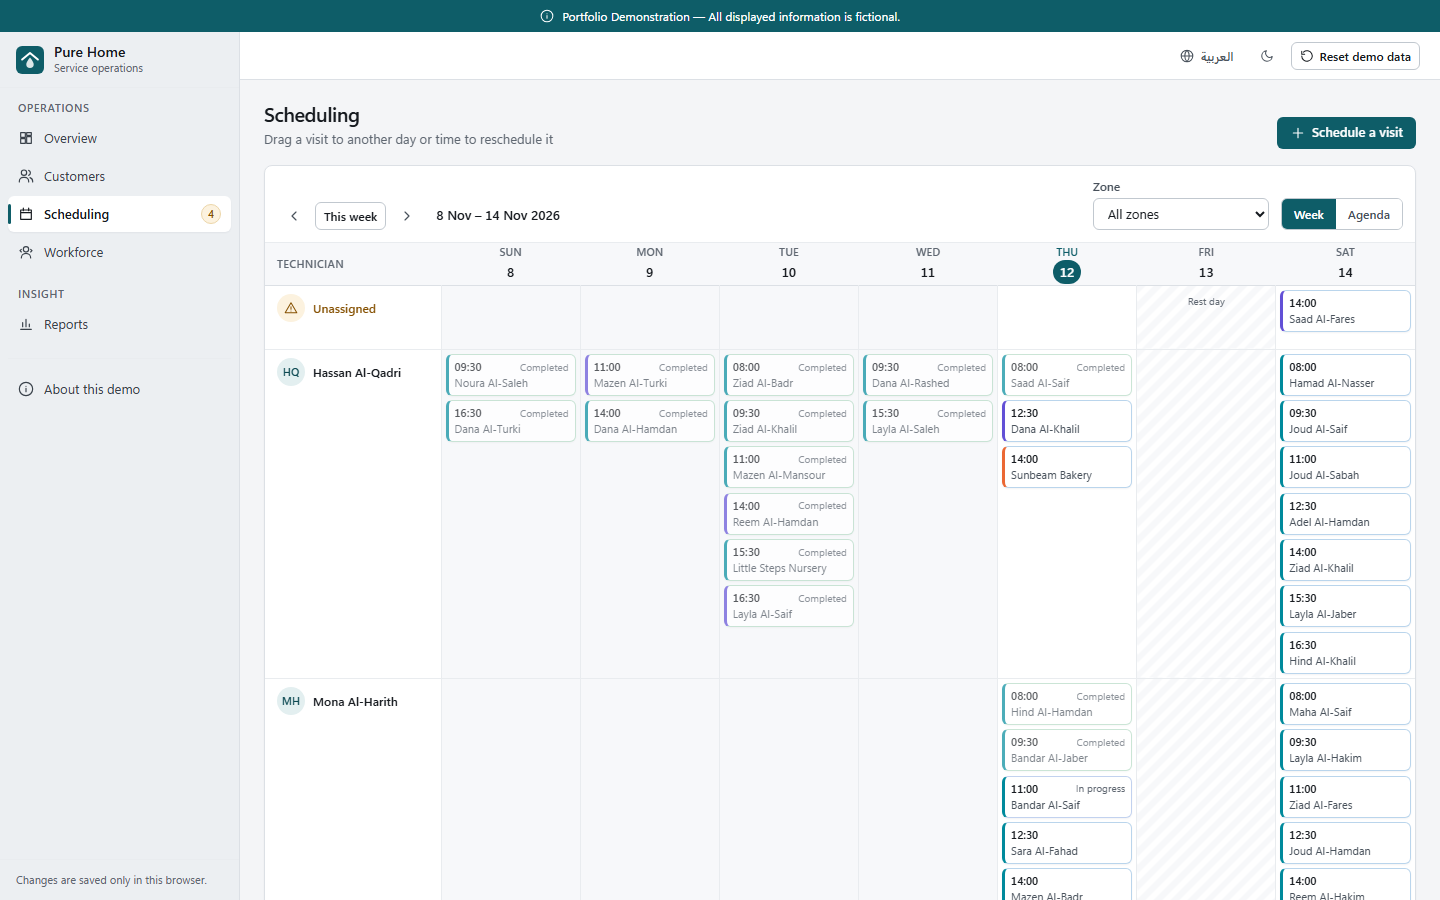 Portfolio Demonstration — All displayed information is fictional.
Pure Home
Service operations
العربية
Reset demo data
OPERATIONS
Overview
Customers
Scheduling 4
Workforce
INSIGHT
Reports
About this demo
Changes are saved only in this browser.
Scheduling
Drag a visit to another day or time to reschedule it
Schedule a visit
This week
8 Nov – 14 Nov 2026
Zone
All zones
Week
Agenda
TECHNICIAN
SUN 8
MON 9
TUE 10
WED 11
THU 12
FRI 13
SAT 14
Unassigned
Rest day
14:00
Saad Al-Fares
HQ Hassan Al-Qadri
09:30 Completed
Noura Al-Saleh
16:30 Completed
Dana Al-Turki
11:00 Completed
Mazen Al-Turki
14:00 Completed
Dana Al-Hamdan
08:00 Completed
Ziad Al-Badr
09:30 Completed
Ziad Al-Khalil
11:00 Completed
Mazen Al-Mansour
14:00 Completed
Reem Al-Hamdan
15:30 Completed
Little Steps Nursery
16:30 Completed
Layla Al-Saif
09:30 Completed
Dana Al-Rashed
15:30 Completed
Layla Al-Saleh
08:00 Completed
Saad Al-Saif
12:30
Dana Al-Khalil
14:00
Sunbeam Bakery
08:00
Hamad Al-Nasser
09:30
Joud Al-Saif
11:00
Joud Al-Sabah
12:30
Adel Al-Hamdan
14:00
Ziad Al-Khalil
15:30
Layla Al-Jaber
16:30
Hind Al-Khalil
MH Mona Al-Harith
08:00 Completed
Hind Al-Hamdan
09:30 Completed
Bandar Al-Jaber
11:00 In progress
Bandar Al-Saif
12:30
Sara Al-Fahad
14:00
Mazen Al-Badr
08:00
Maha Al-Saif
09:30
Layla Al-Hakim
11:00
Ziad Al-Fares
12:30
Joud Al-Hamdan
14:00
Reem Al-Hakim